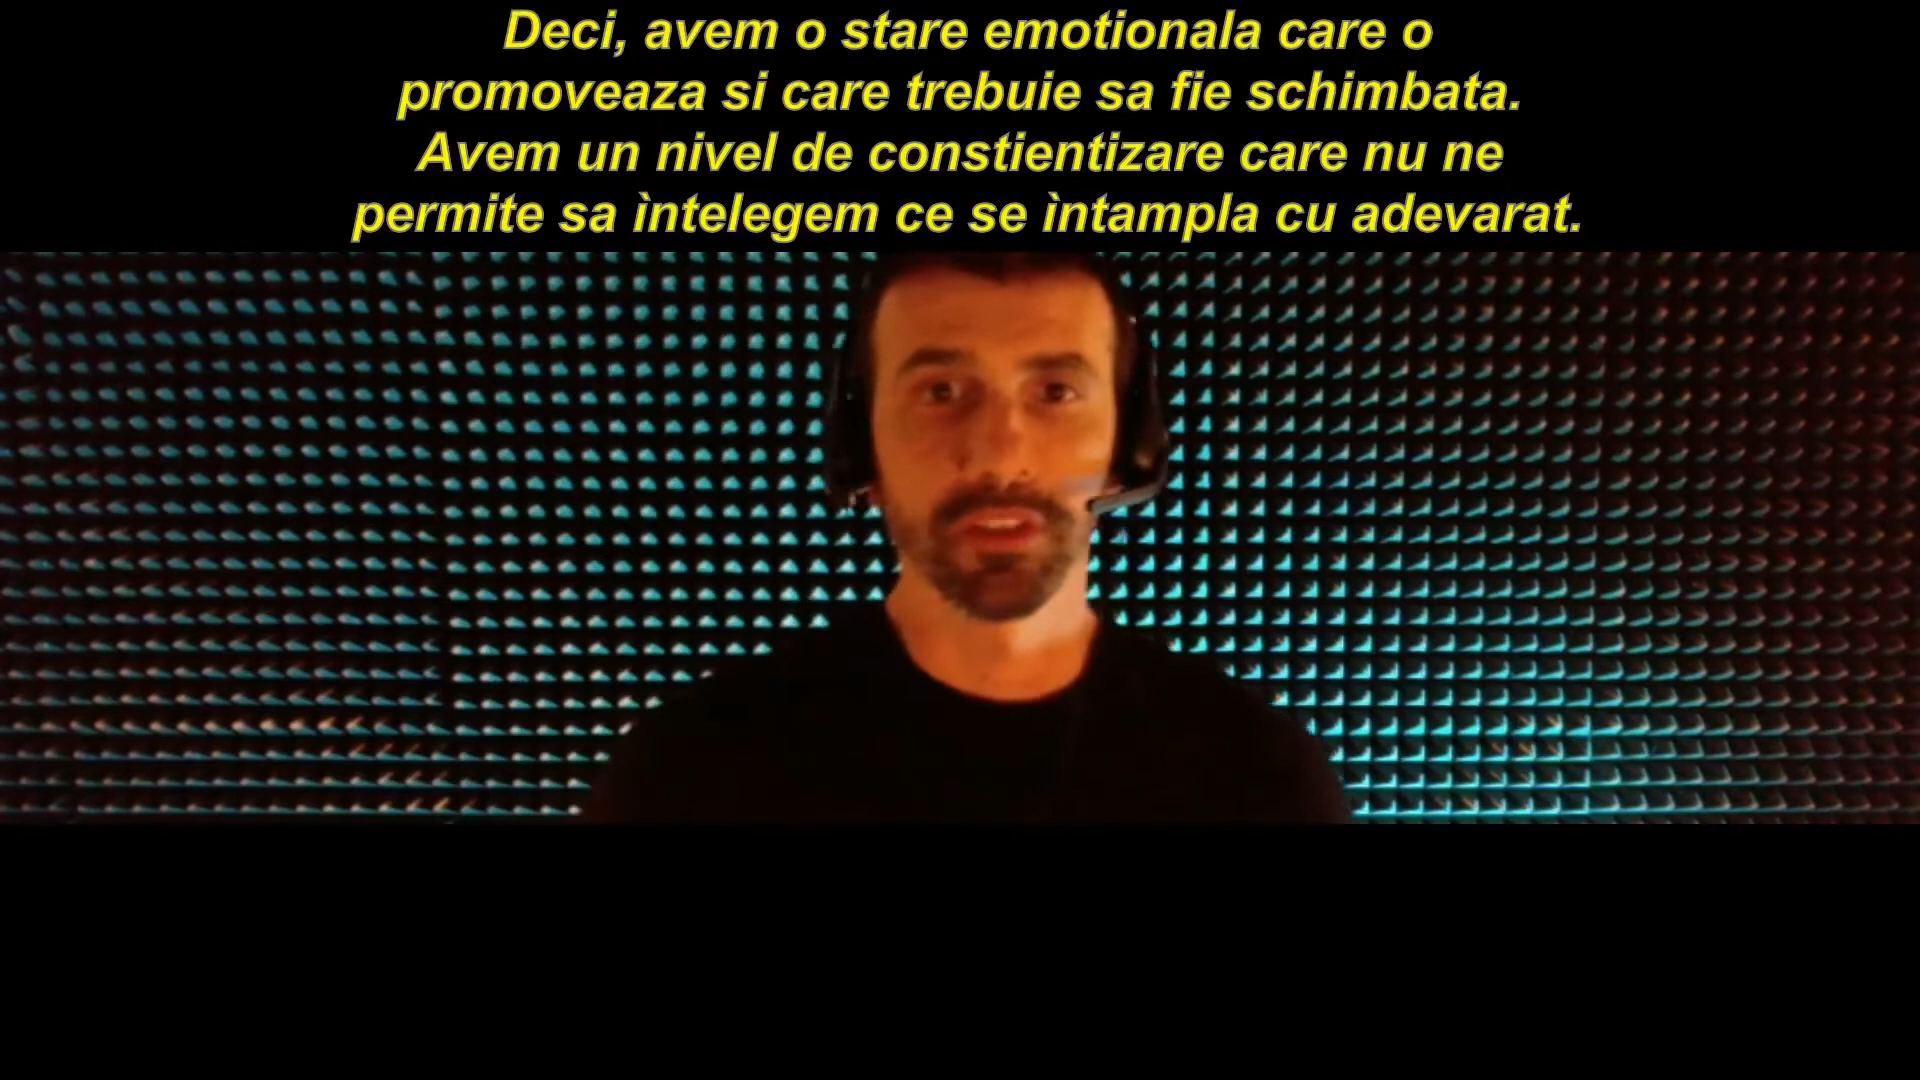 Deci, avem o stare emotionala care o
promoveaza si care trebuie sa fie schimbata.
Avem un nivel de constientizare care nu ne
permite sa ìntelegem ce se ìntampla cu adevarat.